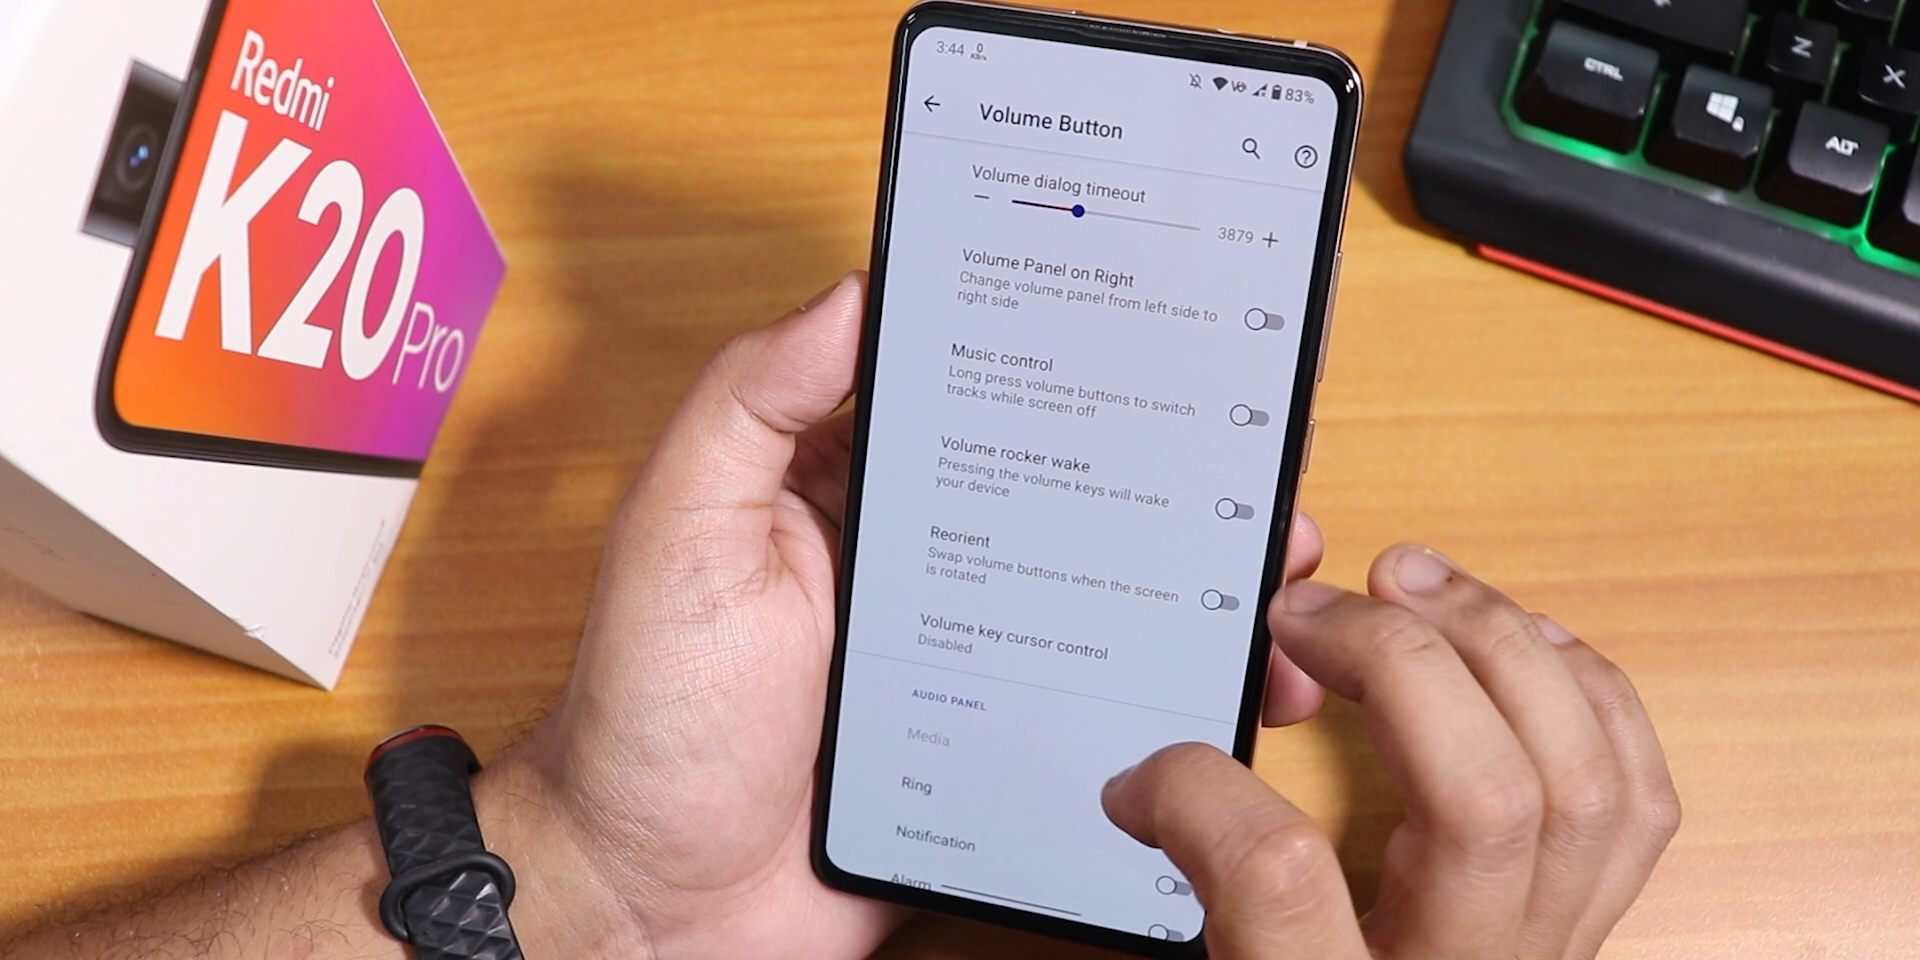 Redmi
K20 Pro
3:44
83%
Volume Button
Volume dialog timeout
3879
Volume Panel on Right
Change volume panel from left side to
right side
Music control
Long press volume buttons to switch
tracks while screen off
Volume rocker wake
Pressing the volume keys will wake
your device
Reorient
Swap volume buttons when the screen
is rotated
Volume key cursor control
Disabled
AUDIO PANEL
Media
Ring
Notification
Alarm
CTRL
ALT
Z
X